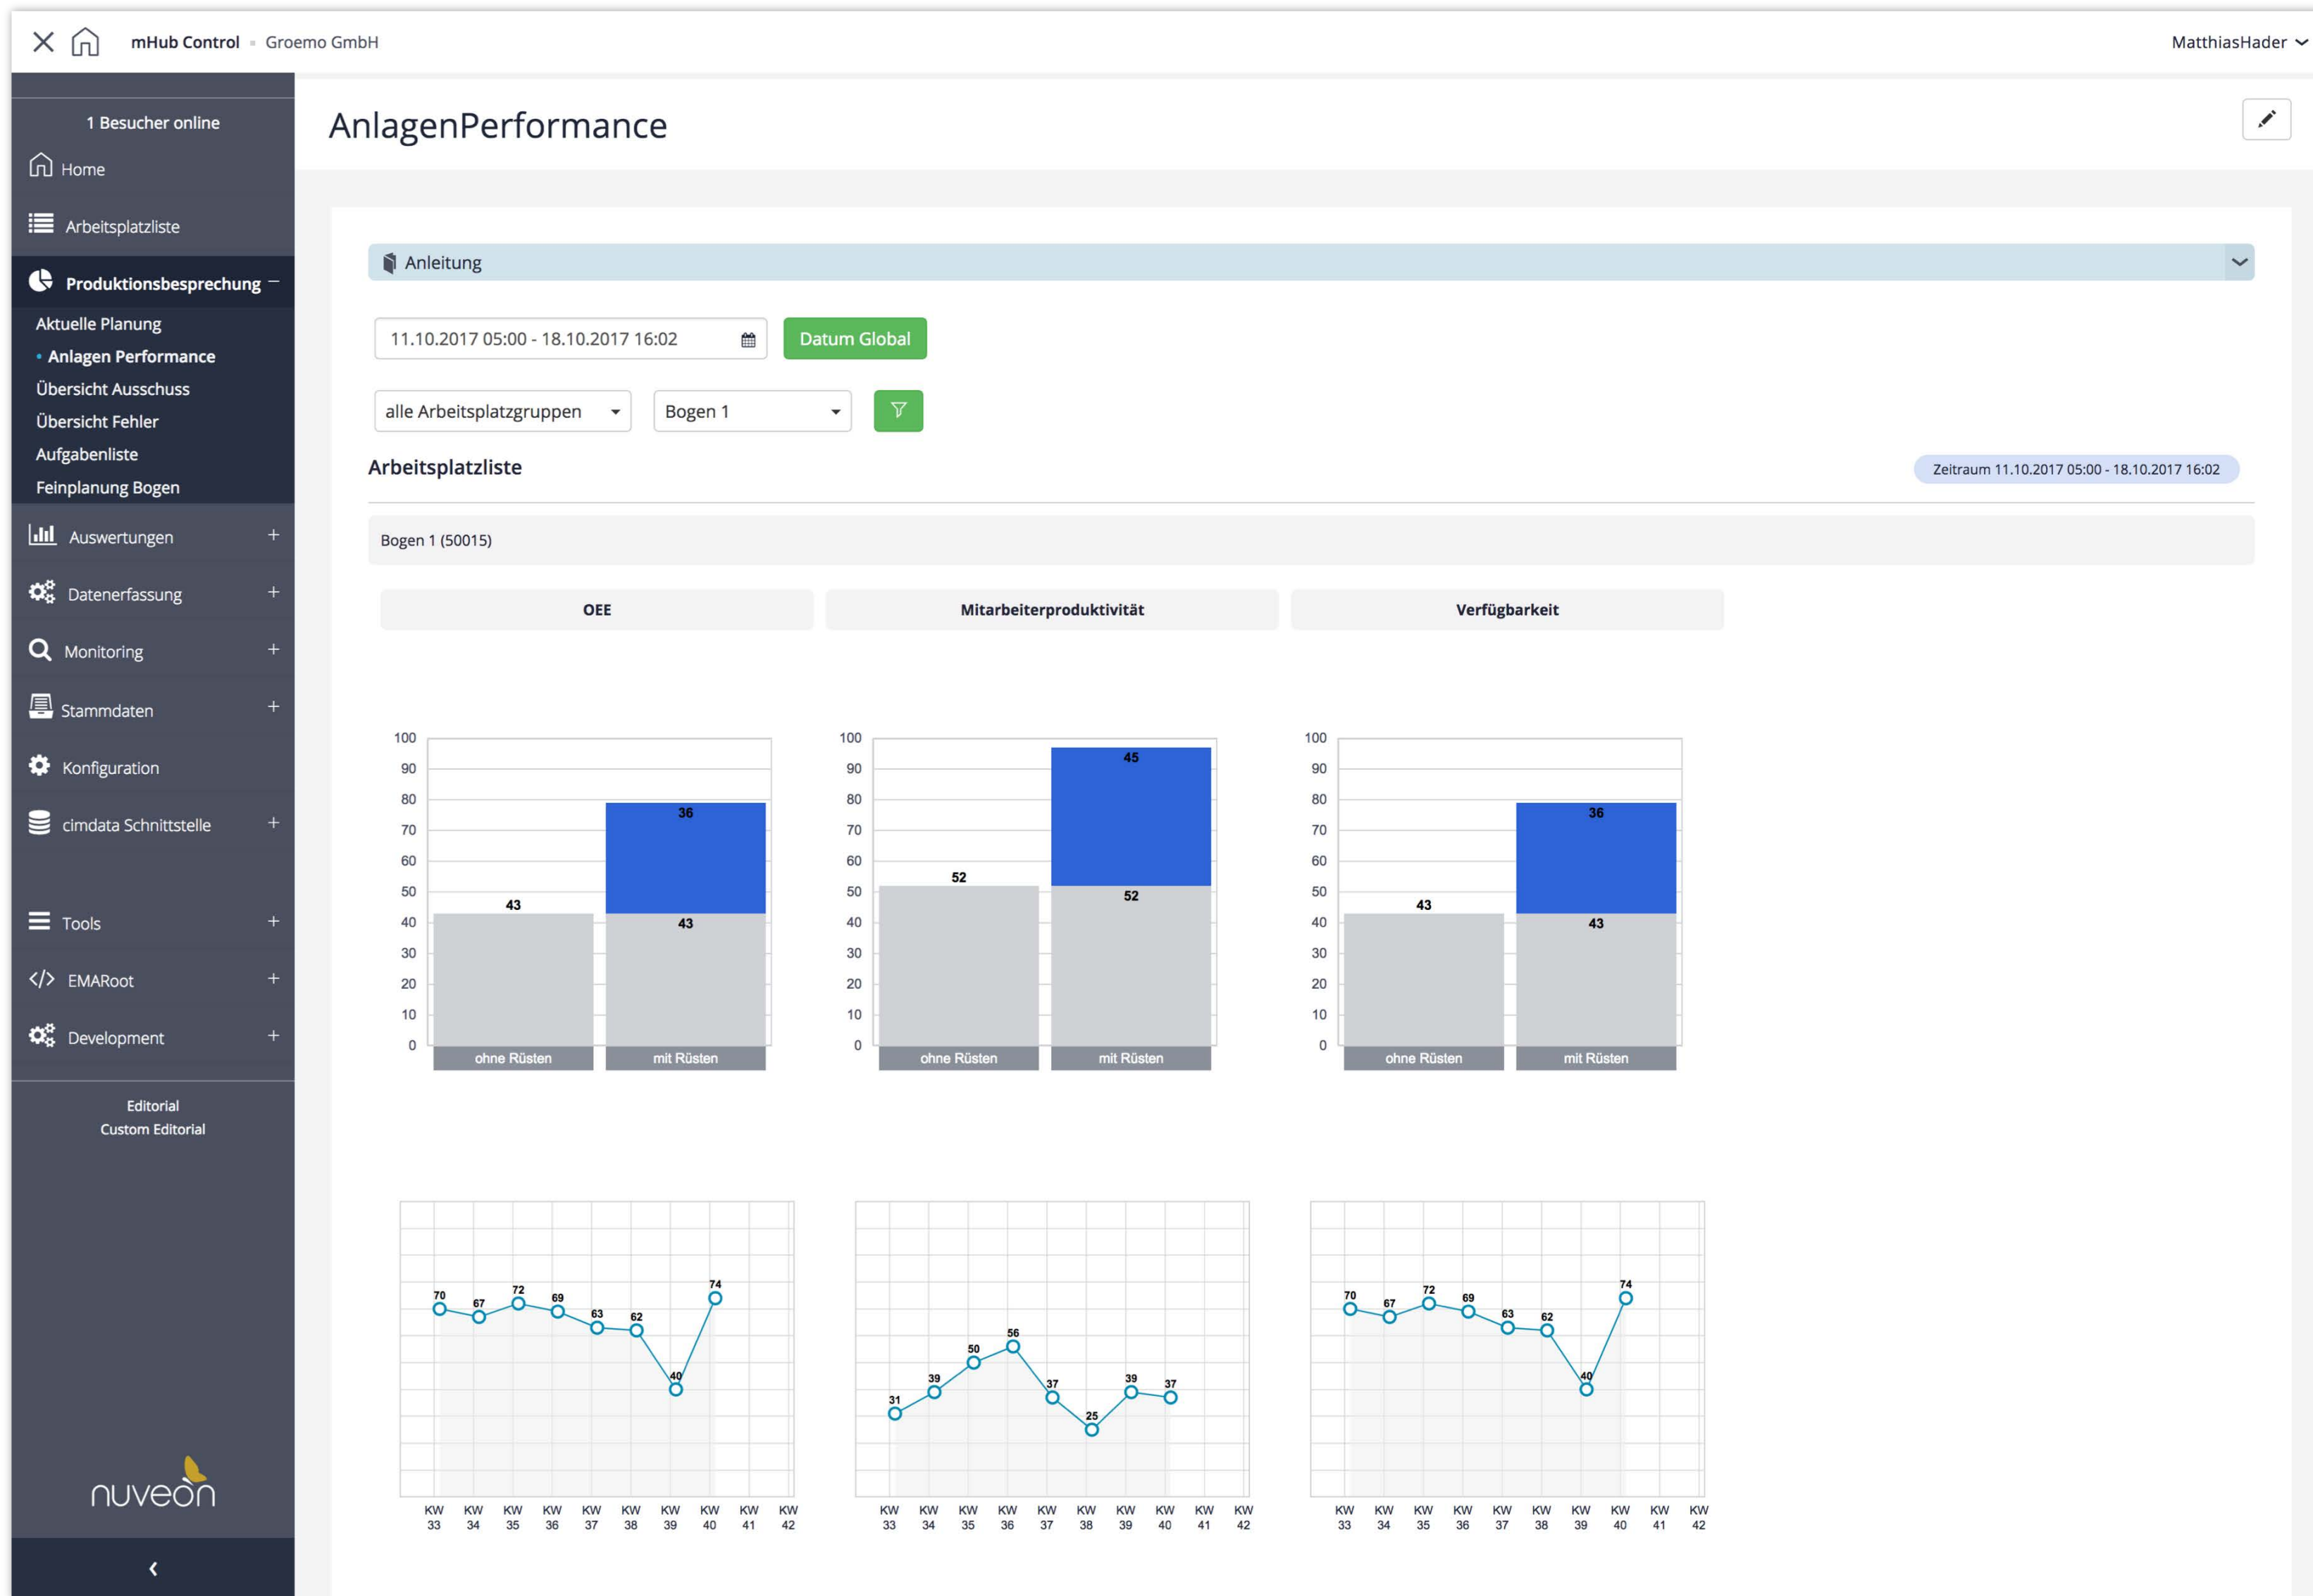 mHub Control ▪ Groemo GmbH
MatthiasHader
1 Besucher online
Home
Arbeitsplatzliste
Produktionsbesprechung −
Aktuelle Planung
• Anlagen Performance
Übersicht Ausschuss
Übersicht Fehler
Aufgabenliste
Feinplanung Bogen
Auswertungen +
Datenerfassung +
Monitoring +
Stammdaten +
Konfiguration
cimdata Schnittstelle +
Tools +
</> EMARoot +
Development +
Editorial
Custom Editorial
nuveon
AnlagenPerformance
Anleitung
11.10.2017 05:00 - 18.10.2017 16:02
Datum Global
alle Arbeitsplatzgruppen
Bogen 1
Arbeitsplatzliste
Zeitraum 11.10.2017 05:00 - 18.10.2017 16:02
Bogen 1 (50015)
OEE
100
90
80
70
60
50
40
30
20
10
0
43
36
43
ohne Rüsten mit Rüsten
Mitarbeiterproduktivität
100
90
80
70
60
50
40
30
20
10
0
52
45
52
ohne Rüsten mit Rüsten
Verfügbarkeit
100
90
80
70
60
50
40
30
20
10
0
43
36
43
ohne Rüsten mit Rüsten
70 67 72 69 63 62 40 74
KW KW KW KW KW KW KW KW KW KW
33 34 35 36 37 38 39 40 41 42
31 39 50 56 37 25 39 37
KW KW KW KW KW KW KW KW KW KW
33 34 35 36 37 38 39 40 41 42
70 67 72 69 63 62 40 74
KW KW KW KW KW KW KW KW KW KW
33 34 35 36 37 38 39 40 41 42